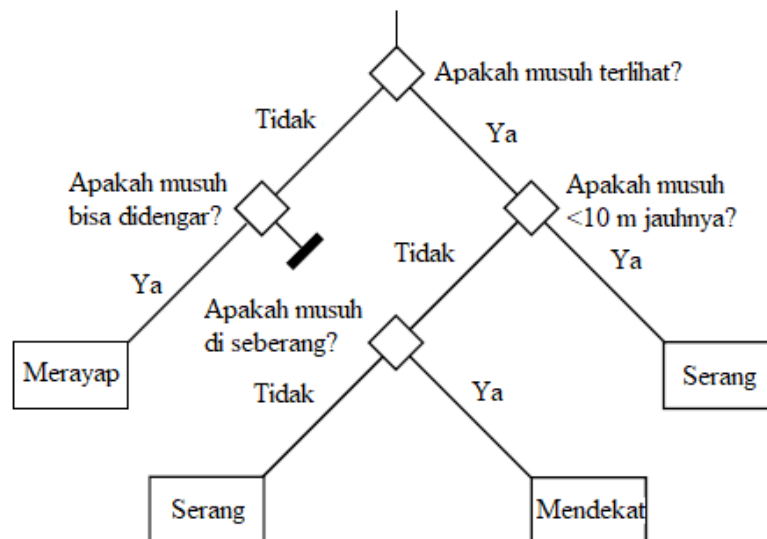 Apakah musuh terlihat?
Tidak
Ya
Apakah musuh
bisa didengar?
Apakah musuh
<10 m jauhnya?
Tidak
Ya
Ya
Apakah musuh
di seberang?
Merayap
Serang
Tidak
Ya
Serang
Mendekat